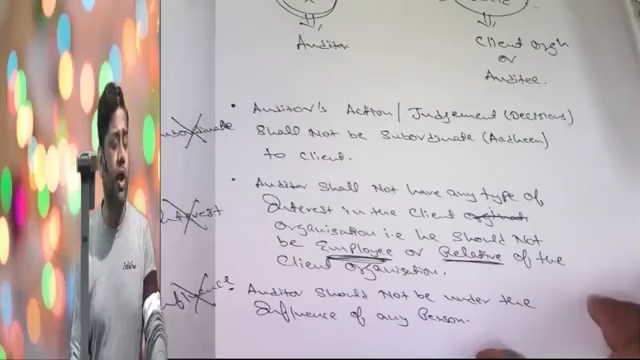 Auditor
Client Orgn
or
Auditee.
• Auditor's Action / Judgement (Decisions)
Shall Not be Subordinate (Aadheen)
to Client.
• Auditor Shall Not have any type of
Interest in the Client
Organisation i.e he Should Not
be Employee or Relative of the
Client Organisation.
Auditor Should Not be under the
Influence of any Person.